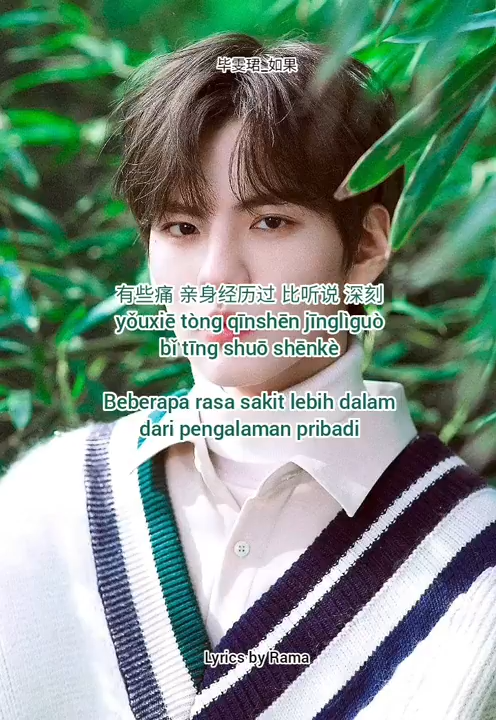 毕雯珺_如果
有些痛 亲身经历过 比听说 深刻
yǒuxiē tòng qīnshēn jīnglìguò
bǐ tīng shuō shēnkè
Beberapa rasa sakit lebih dalam
dari pengalaman pribadi
Lyrics by Rama